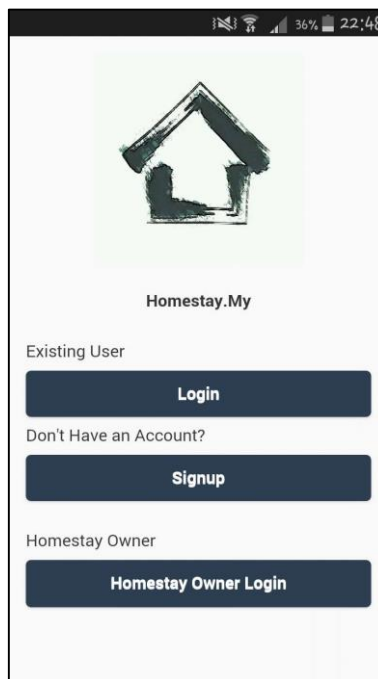 36% 22:48
Homestay.My
Existing User
Login
Don't Have an Account?
Signup
Homestay Owner
Homestay Owner Login